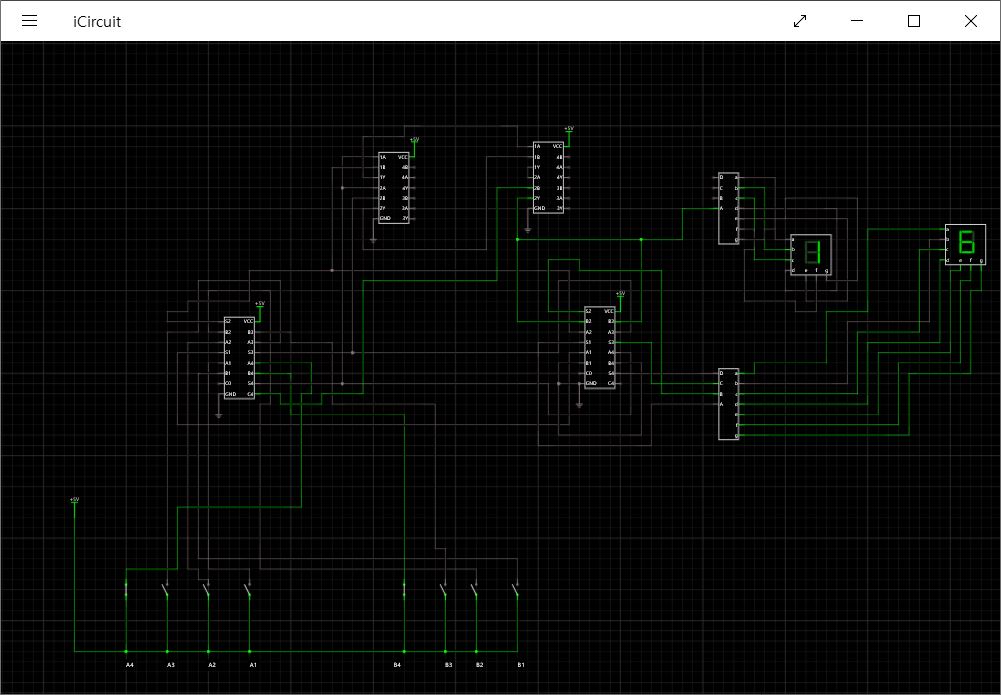 iCircuit
+5V
+5V
1A VCC
1B 4B
1Y 4A
2A 4Y
2B 3B
2Y 3A
GND 3Y
1A VCC
1B 4B
1Y 4A
2A 4Y
2B 3B
2Y 3A
GND 3Y
D a
C b
B c
A d
e
f
g
a
b
c
d e f g
a
b
c
d e f g
+5V
+5V
S2 VCC
B2 B3
A2 A3
S1 S3
A1 A4
B1 B4
C0 S4
GND C4
S2 VCC
B2 B3
A2 A3
S1 S3
A1 A4
B1 B4
C0 S4
GND C4
D a
C b
B c
A d
e
f
g
+5V
A4 A3 A2 A1 B4 B3 B2 B1